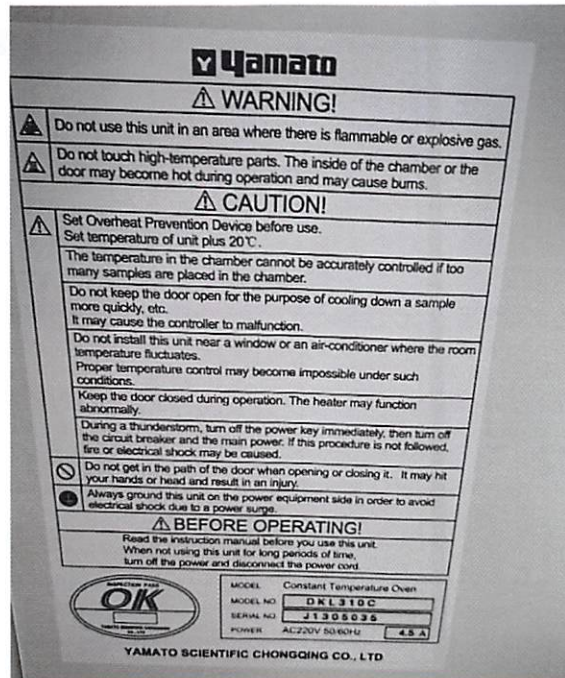 Yamato
WARNING!
Do not use this unit in an area where there is flammable or explosive gas.
Do not touch high-temperature parts. The inside of the chamber or the
door may become hot during operation and may cause burns.
CAUTION!
Set Overheat Prevention Device before use.
Set temperature of unit plus 20℃.
The temperature in the chamber cannot be accurately controlled if too
many samples are placed in the chamber.
Do not keep the door open for the purpose of cooling down a sample
more quickly, etc.
It may cause the controller to malfunction.
Do not install this unit near a window or an air-conditioner where the room
temperature fluctuates.
Proper temperature control may become impossible under such
conditions.
Keep the door closed during operation. The heater may function
abnormally.
During a thunderstorm, turn off the power key immediately, then turn off
the circuit breaker and the main power. If this procedure is not followed,
fire or electrical shock may be caused.
Do not get in the path of the door when opening or closing it. It may hit
your hands or head and result in an injury.
Always ground this unit on the power equipment side in order to avoid
electrical shock due to a power surge.
BEFORE OPERATING!
Read the instruction manual before you use this unit.
When not using this unit for long periods of time,
turn off the power and disconnect the power cord.
INSPECTION PASS
OK
MODEL Constant Temperature Oven
MODEL NO. DKL310C
SERIAL NO. J1305035
POWER AC220V 50/60Hz 4.5 A
YAMATO SCIENTIFIC CHONGQING CO., LTD